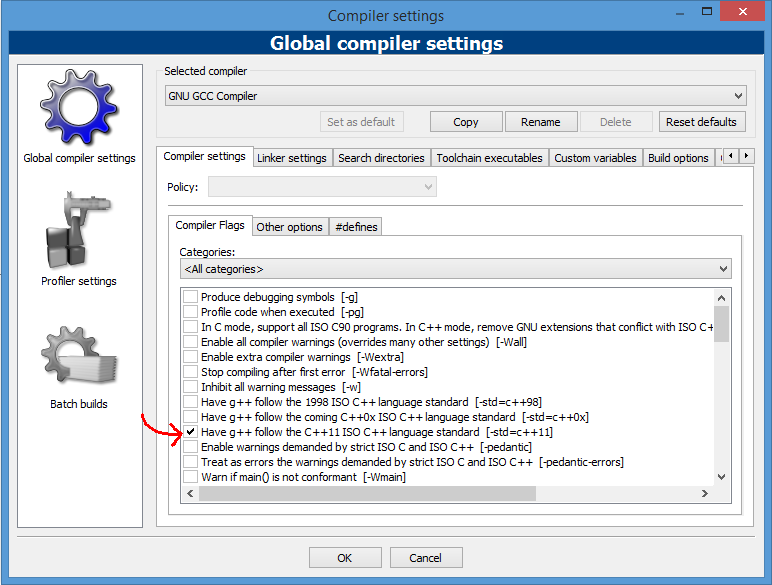 Compiler settings
Global compiler settings
Global compiler settings
Profiler settings
Batch builds
Selected compiler
GNU GCC Compiler
Set as default Copy Rename Delete Reset defaults
Compiler settings Linker settings Search directories Toolchain executables Custom variables Build options
Policy:
Compiler Flags Other options #defines
Categories:
<All categories>
Produce debugging symbols [-g]
Profile code when executed [-pg]
In C mode, support all ISO C90 programs. In C++ mode, remove GNU extensions that conflict with ISO C+
Enable all compiler warnings (overrides many other settings) [-Wall]
Enable extra compiler warnings [-Wextra]
Stop compiling after first error [-Wfatal-errors]
Inhibit all warning messages [-w]
Have g++ follow the 1998 ISO C++ language standard [-std=c++98]
Have g++ follow the coming C++0x ISO C++ language standard [-std=c++0x]
Have g++ follow the C++11 ISO C++ language standard [-std=c++11]
Enable warnings demanded by strict ISO C and ISO C++ [-pedantic]
Treat as errors the warnings demanded by strict ISO C and ISO C++ [-pedantic-errors]
Warn if main() is not conformant [-Wmain]
OK Cancel